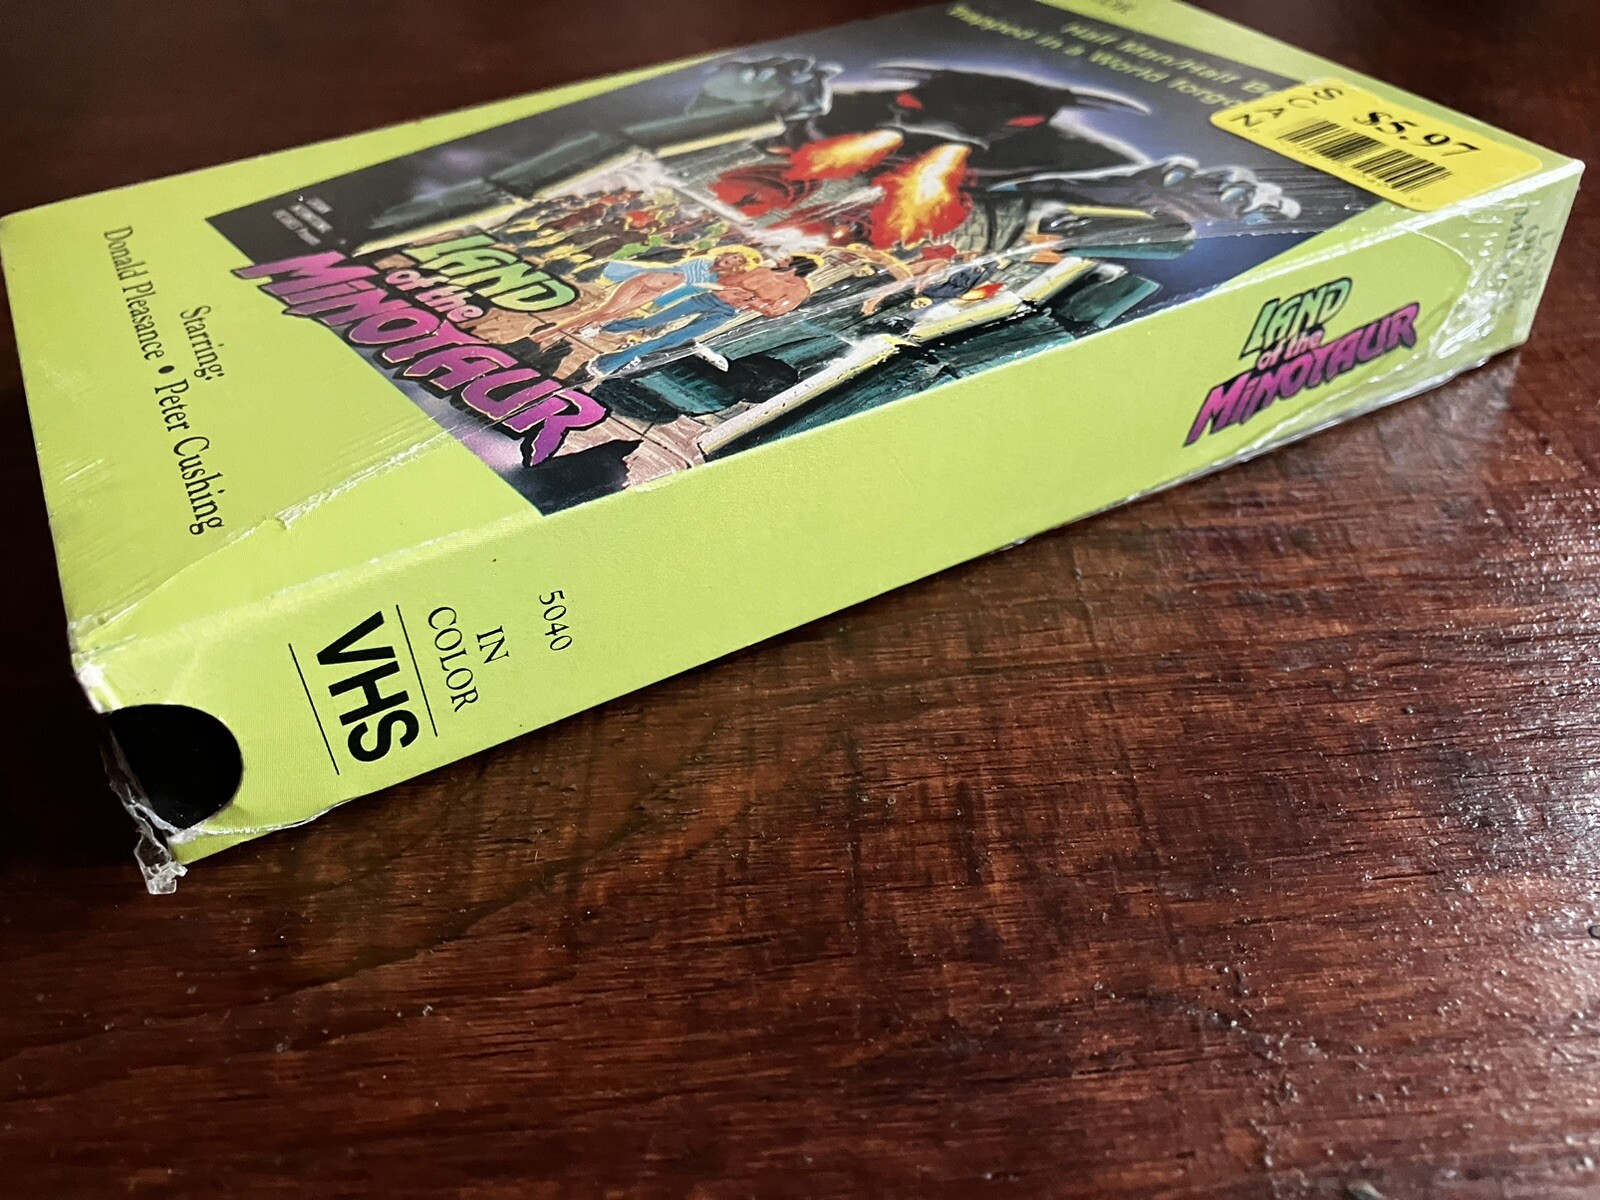 Half Man/Half
Trapped in a World
SCAN
$5.97
LAND
of the
MINOTAUR
Starring:
Donald Pleasance • Peter Cushing
LAND
of the
MINOTAUR
5040
IN
COLOR
VHS